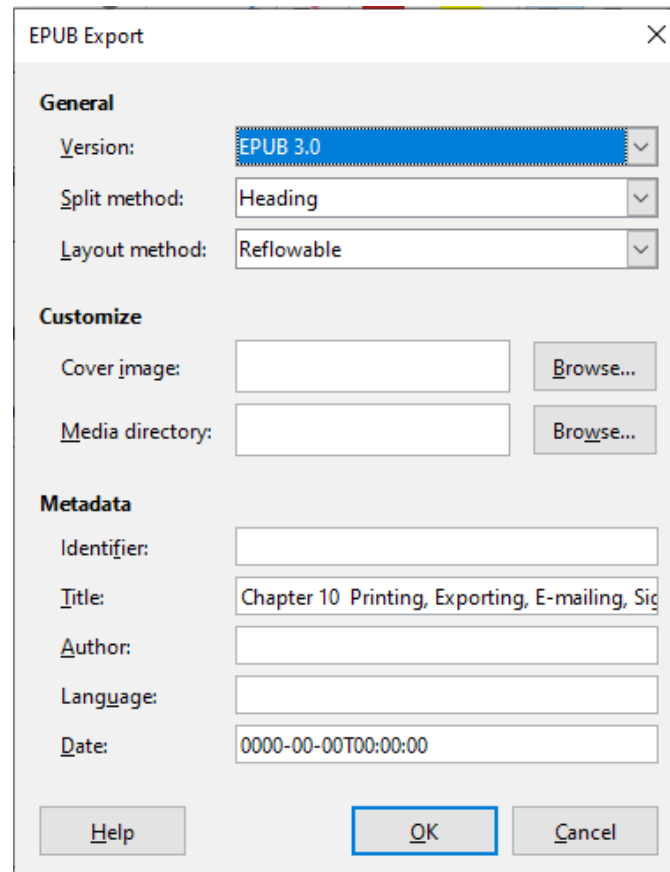 EPUB Export
General
Version: EPUB 3.0
Split method: Heading
Layout method: Reflowable
Customize
Cover image: Browse...
Media directory: Browse...
Metadata
Identifier:
Title: Chapter 10 Printing, Exporting, E-mailing, Sig
Author:
Language:
Date: 0000-00-00T00:00:00
Help OK Cancel